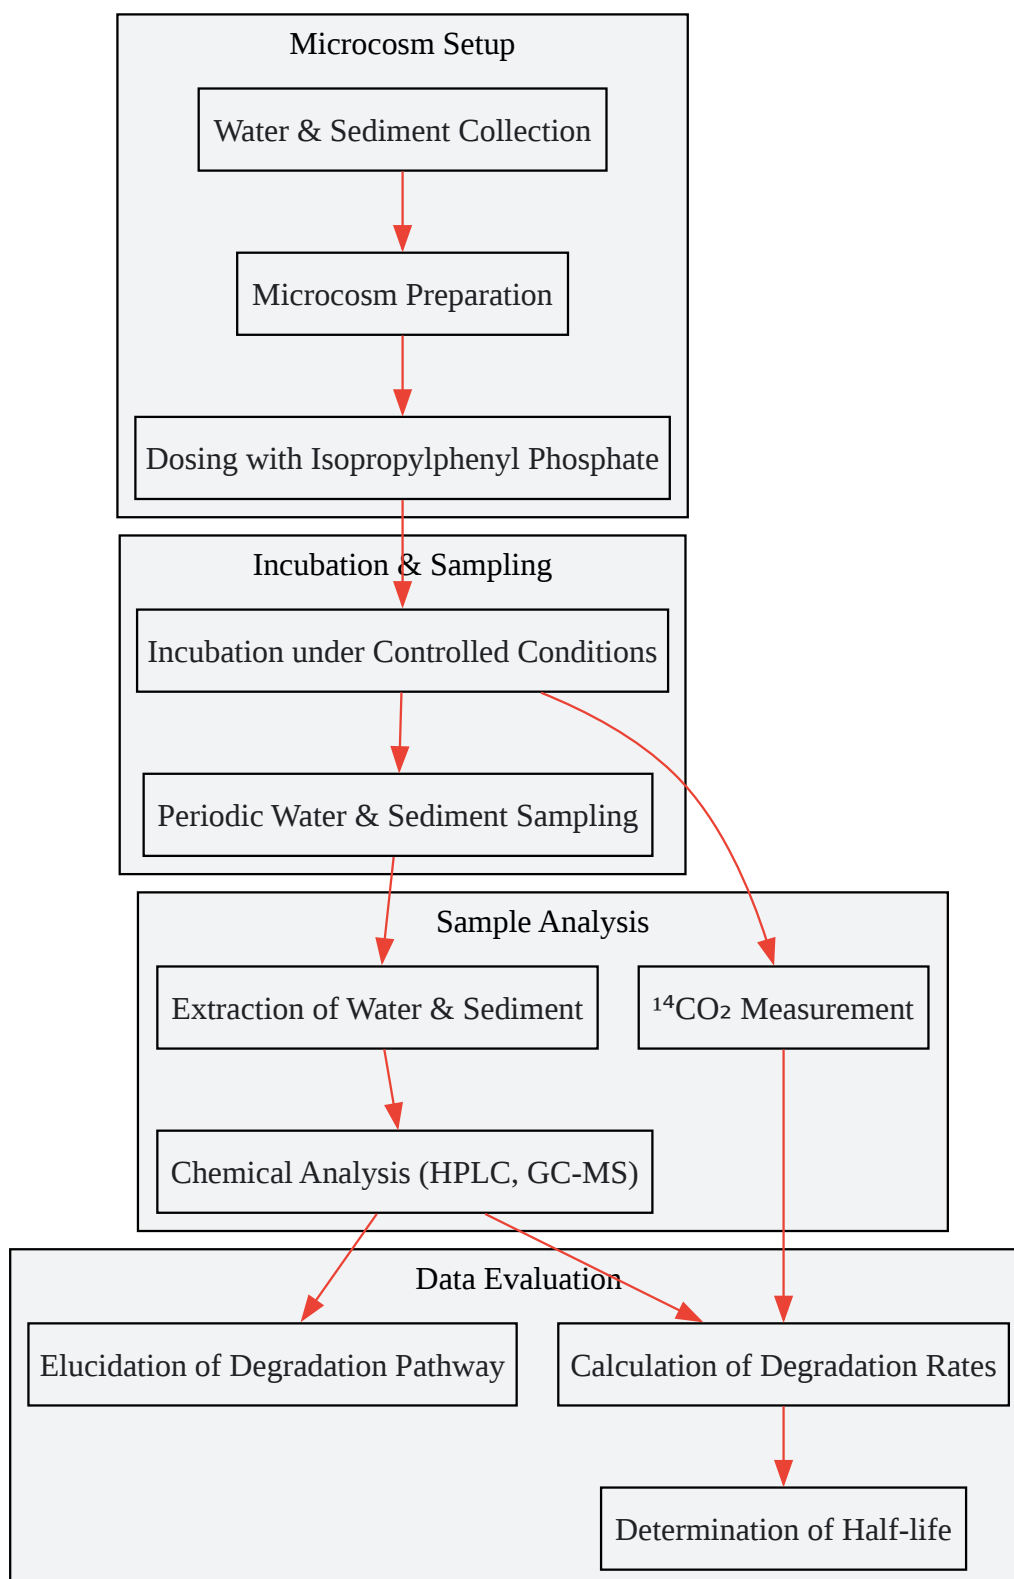 Microcosm Setup
Water & Sediment Collection
Microcosm Preparation
Dosing with Isopropylphenyl Phosphate
Incubation & Sampling
Incubation under Controlled Conditions
Periodic Water & Sediment Sampling
Sample Analysis
Extraction of Water & Sediment
¹⁴CO₂ Measurement
Chemical Analysis (HPLC, GC-MS)
Data Evaluation
Elucidation of Degradation Pathway
Calculation of Degradation Rates
Determination of Half-life